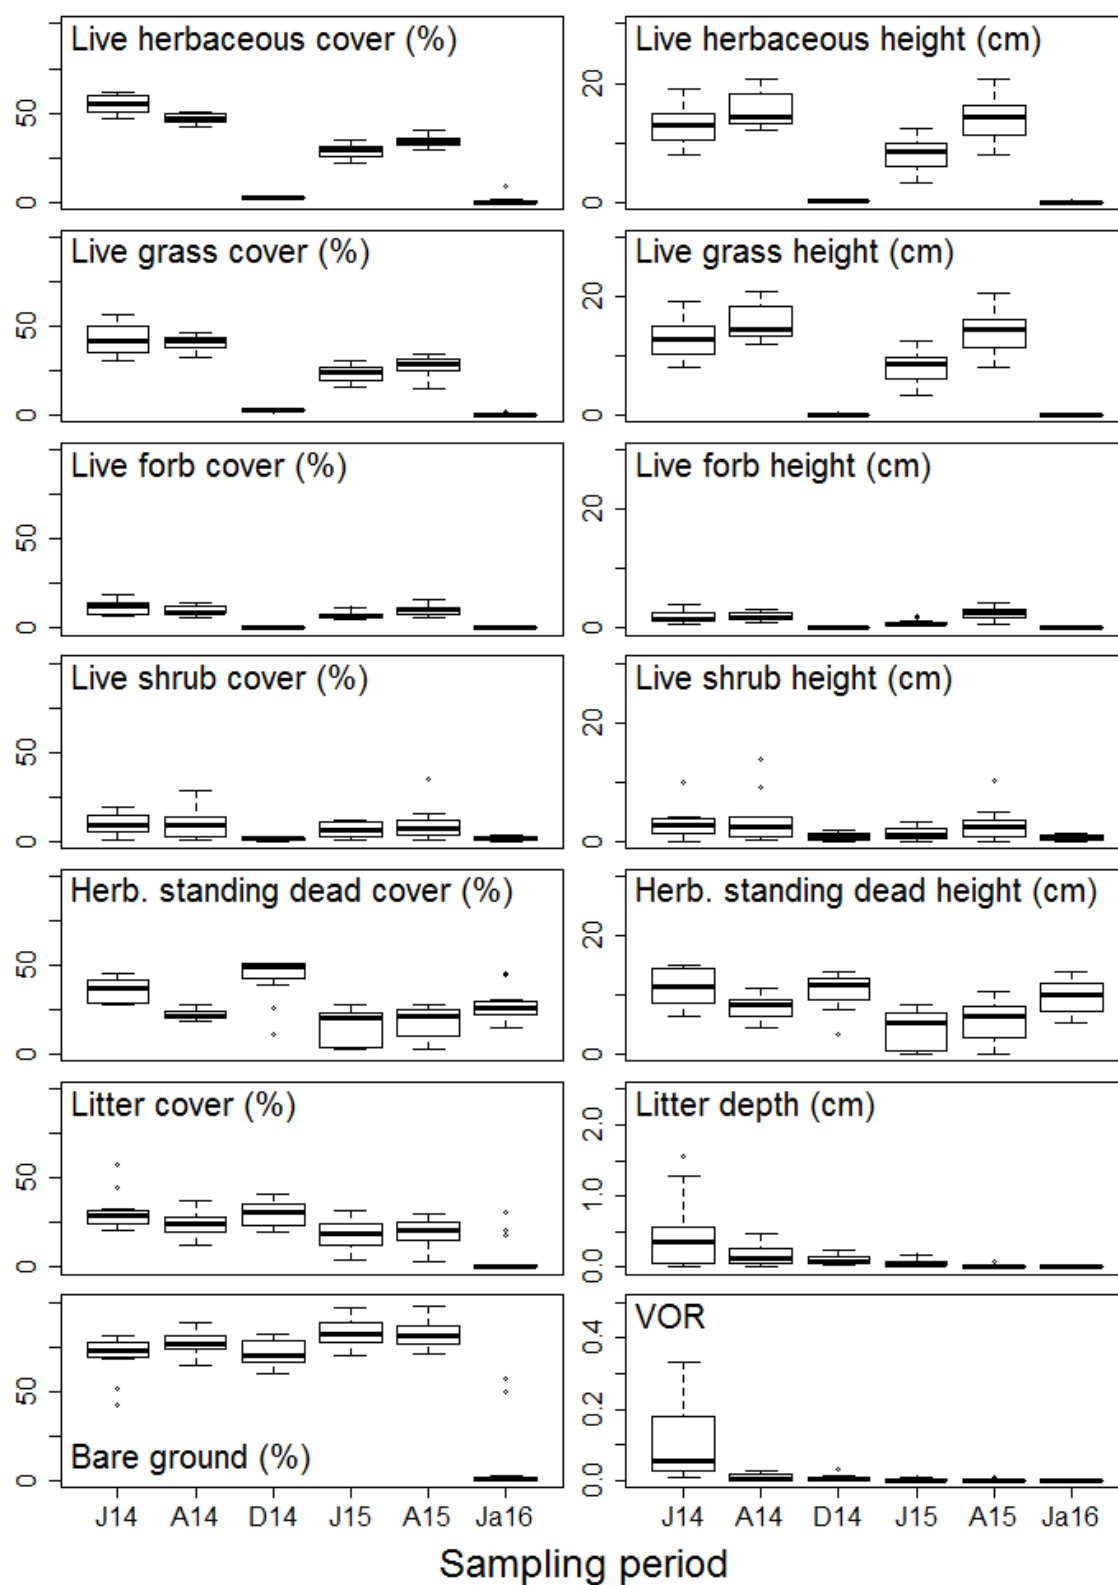 Live herbaceous cover (%)
50
0
Live herbaceous height (cm)
20
0
Live grass cover (%)
50
0
Live grass height (cm)
20
0
Live forb cover (%)
50
0
Live forb height (cm)
20
0
Live shrub cover (%)
50
0
Live shrub height (cm)
20
0
Herb. standing dead cover (%)
50
0
Herb. standing dead height (cm)
20
0
Litter cover (%)
50
0
Litter depth (cm)
2.0
1.0
0.0
50
0
Bare ground (%)
VOR
0.4
0.2
0.0
J14 A14 D14 J15 A15 Ja16
J14 A14 D14 J15 A15 Ja16
Sampling period